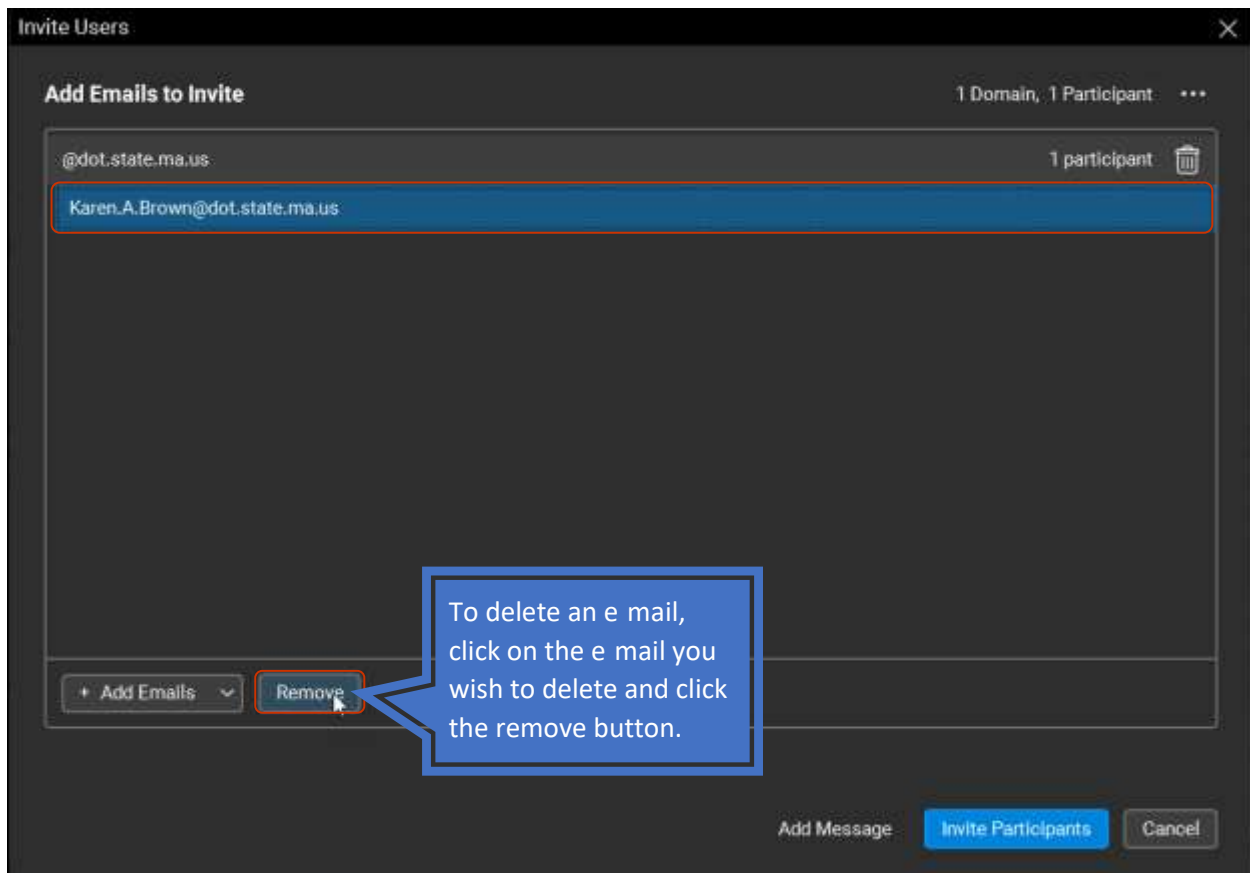 Invite Users
Add Emails to Invite
1 Domain, 1 Participant
@dot.state.ma.us
1 participant
Karen.A.Brown@dot.state.ma.us
To delete an e mail,
click on the e mail you
wish to delete and click
the remove button.
+ Add Emails
Remove
Add Message
Invite Participants
Cancel